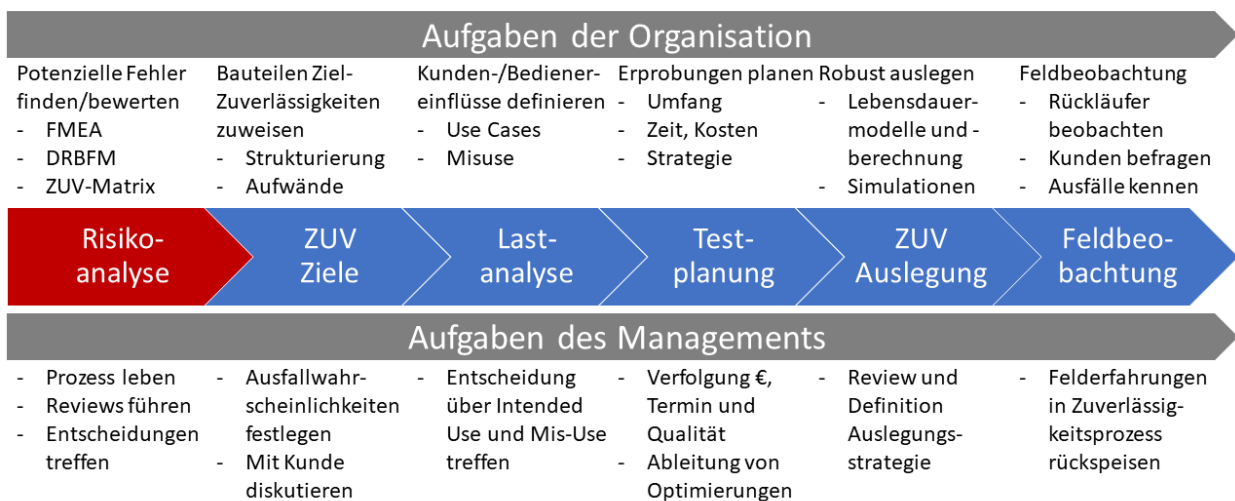 Aufgaben der Organisation
Potenzielle Fehler
finden/bewerten
- FMEA
- DRBFM
- ZUV-Matrix
Bauteilen Ziel-
Zuverlässigkeiten
zuweisen
- Strukturierung
- Aufwände
Kunden-/Bediener-
einflüsse definieren
- Use Cases
- Misuse
Erprobungen planen
- Umfang
- Zeit, Kosten
- Strategie
Robust auslegen
- Lebensdauer-
modelle und -
berechnung
- Simulationen
Feldbeobachtung
- Rückläufer
beobachten
- Kunden befragen
- Ausfälle kennen
Risiko-
analyse
ZUV
Ziele
Last-
analyse
Test-
planung
ZUV
Auslegung
Feldbeo-
bachtung
Aufgaben des Managements
- Prozess leben
- Reviews führen
- Entscheidungen
treffen
- Ausfallwahr-
scheinlichkeiten
festlegen
- Mit Kunde
diskutieren
- Entscheidung
über Intended
Use und Mis-Use
treffen
- Verfolgung €,
Termin und
Qualität
- Ableitung von
Optimierungen
- Review und
Definition
Auslegungs-
strategie
- Felderfahrungen
in Zuverlässig-
keitsprozess
rückspeisen